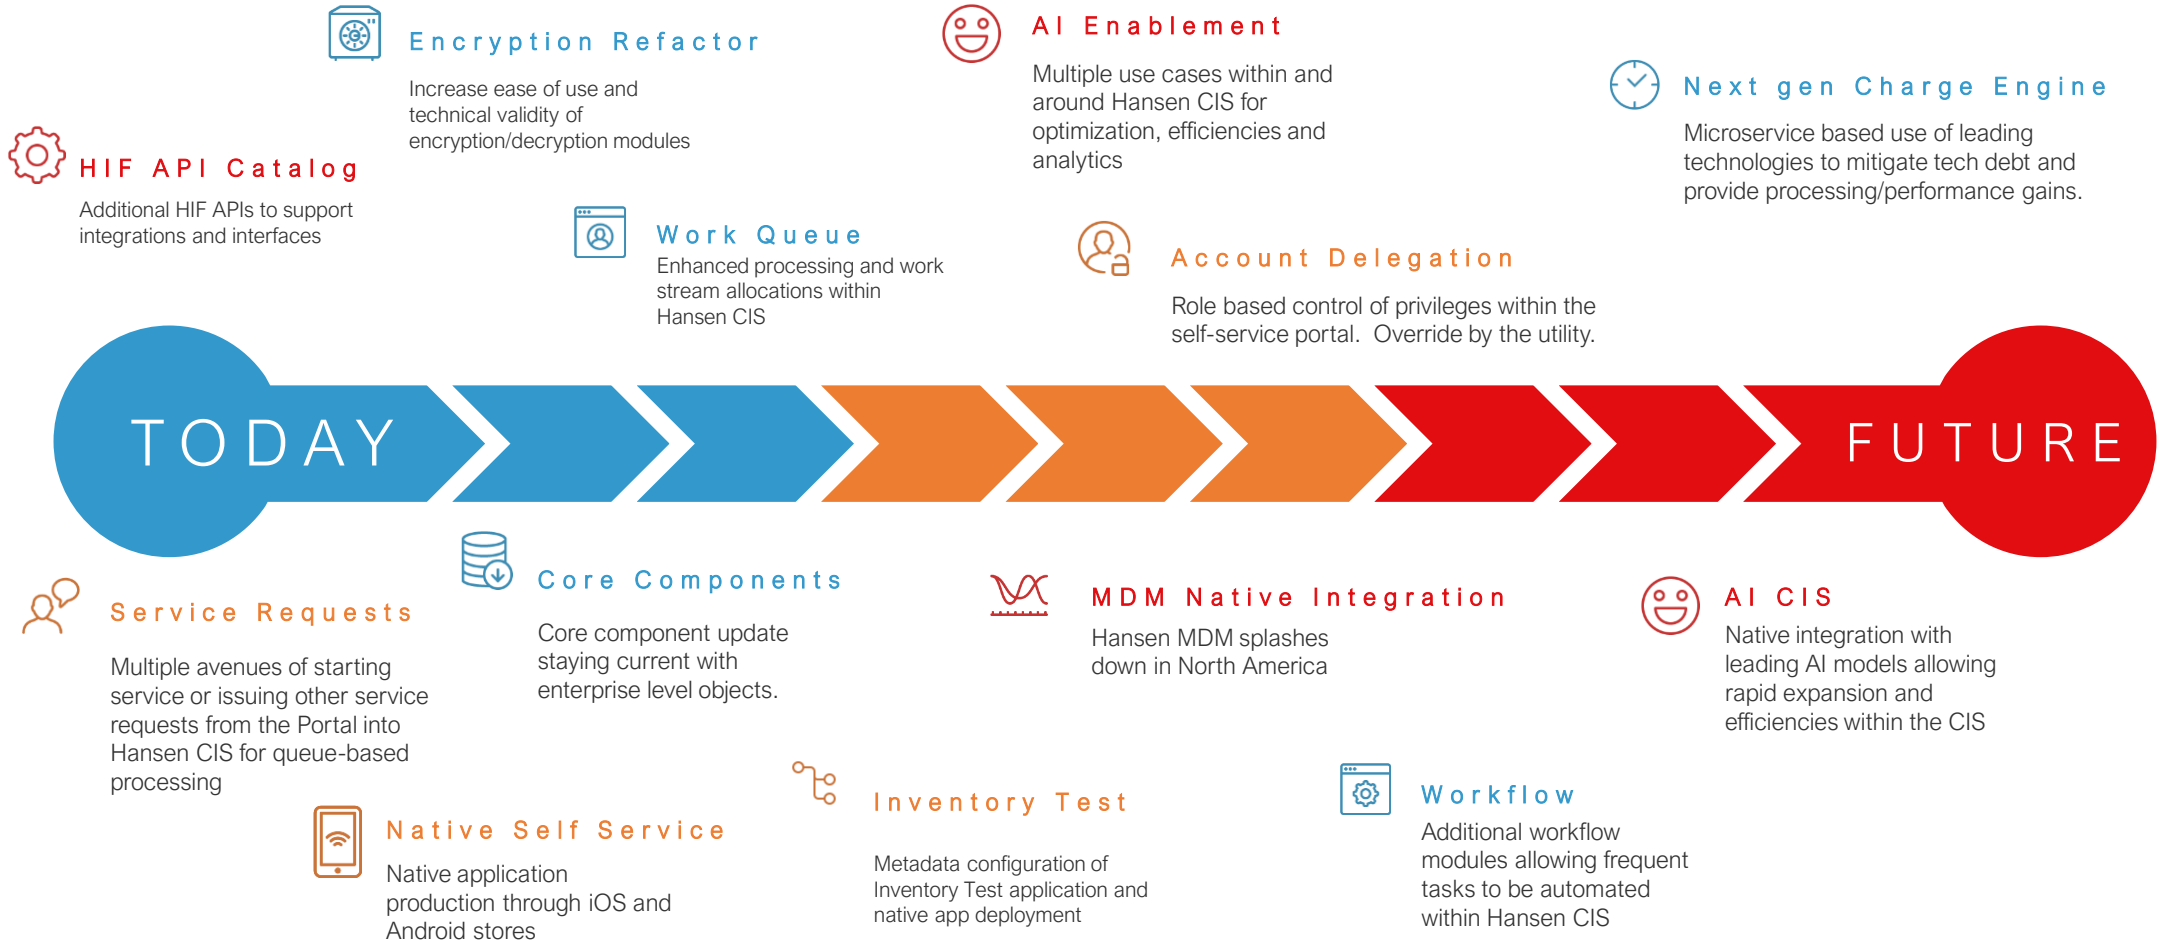 Encryption Refactor
Increase ease of use and
technical validity of
encryption/decryption modules
AI Enablement
Multiple use cases within and
around Hansen CIS for
optimization, efficiencies and
analytics
Next gen Charge Engine
Microservice based use of leading
technologies to mitigate tech debt and
provide processing/performance gains.
HIF API Catalog
Additional HIF APIs to support
integrations and interfaces
Work Queue
Enhanced processing and work
stream allocations within
Hansen CIS
Account Delegation
Role based control of privileges within the
self-service portal.  Override by the utility.
TODAY
FUTURE
Service Requests
Multiple avenues of starting
service or issuing other service
requests from the Portal into
Hansen CIS for queue-based
processing
Core Components
Core component update
staying current with
enterprise level objects.
MDM Native Integration
Hansen MDM splashes
down in North America
AI CIS
Native integration with
leading AI models allowing
rapid expansion and
efficiencies within the CIS
Native Self Service
Native application
production through iOS and
Android stores
Inventory Test
Metadata configuration of
Inventory Test application and
native app deployment
Workflow
Additional workflow
modules allowing frequent
tasks to be automated
within Hansen CIS